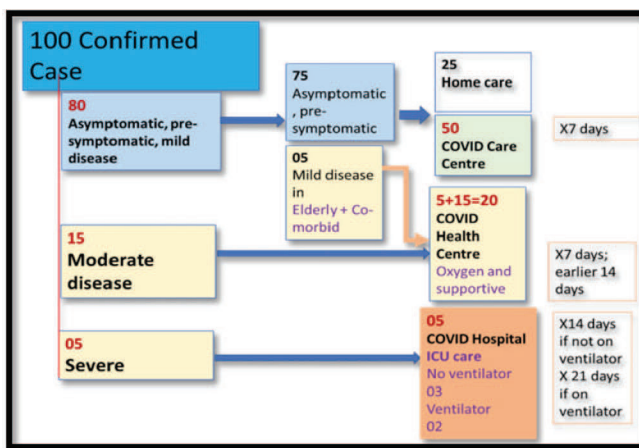 100 Confirmed
Case
80
Asymptomatic, pre-
symptomatic, mild
disease
75
Asymptomatic
, pre-
symptomatic
25
Home care
50
COVID Care
Centre
X7 days
05
Mild disease
in
Elderly + Co-
morbid
5+15=20
COVID
Health
Centre
Oxygen and
supportive
15
Moderate
disease
X7 days;
earlier 14
days
05
Severe
05
COVID Hospital
ICU care
No ventilator
03
Ventilator
02
X14 days
if not on
ventilator
X 21 days
if on
ventilator